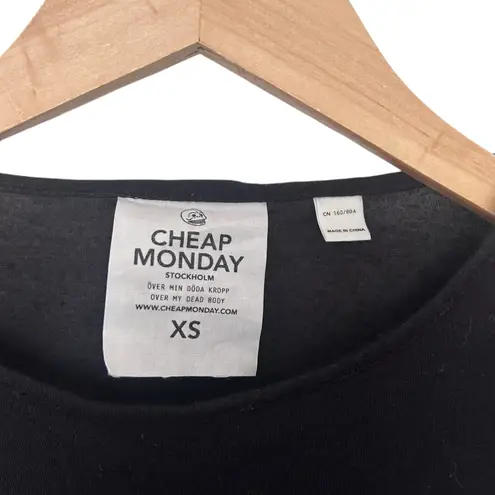 CHEAP
MONDAY
STOCKHOLM
ÖVER MIN DÖDA KROPP
OVER MY DEAD BODY
WWW.CHEAPMONDAY.COM
XS
CN 160/80A
MADE IN CHINA